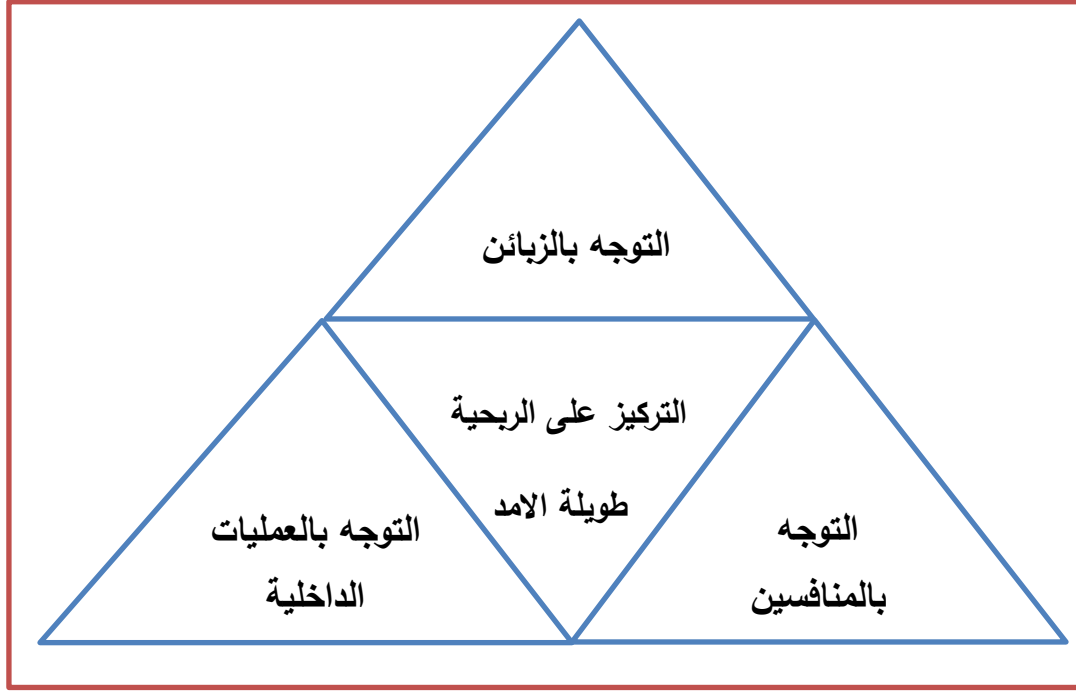 التوجه بالزبائن
التركيز على الربحية
طويلة الامد
التوجه
بالمنافسين
التوجه بالعمليات
الداخلية